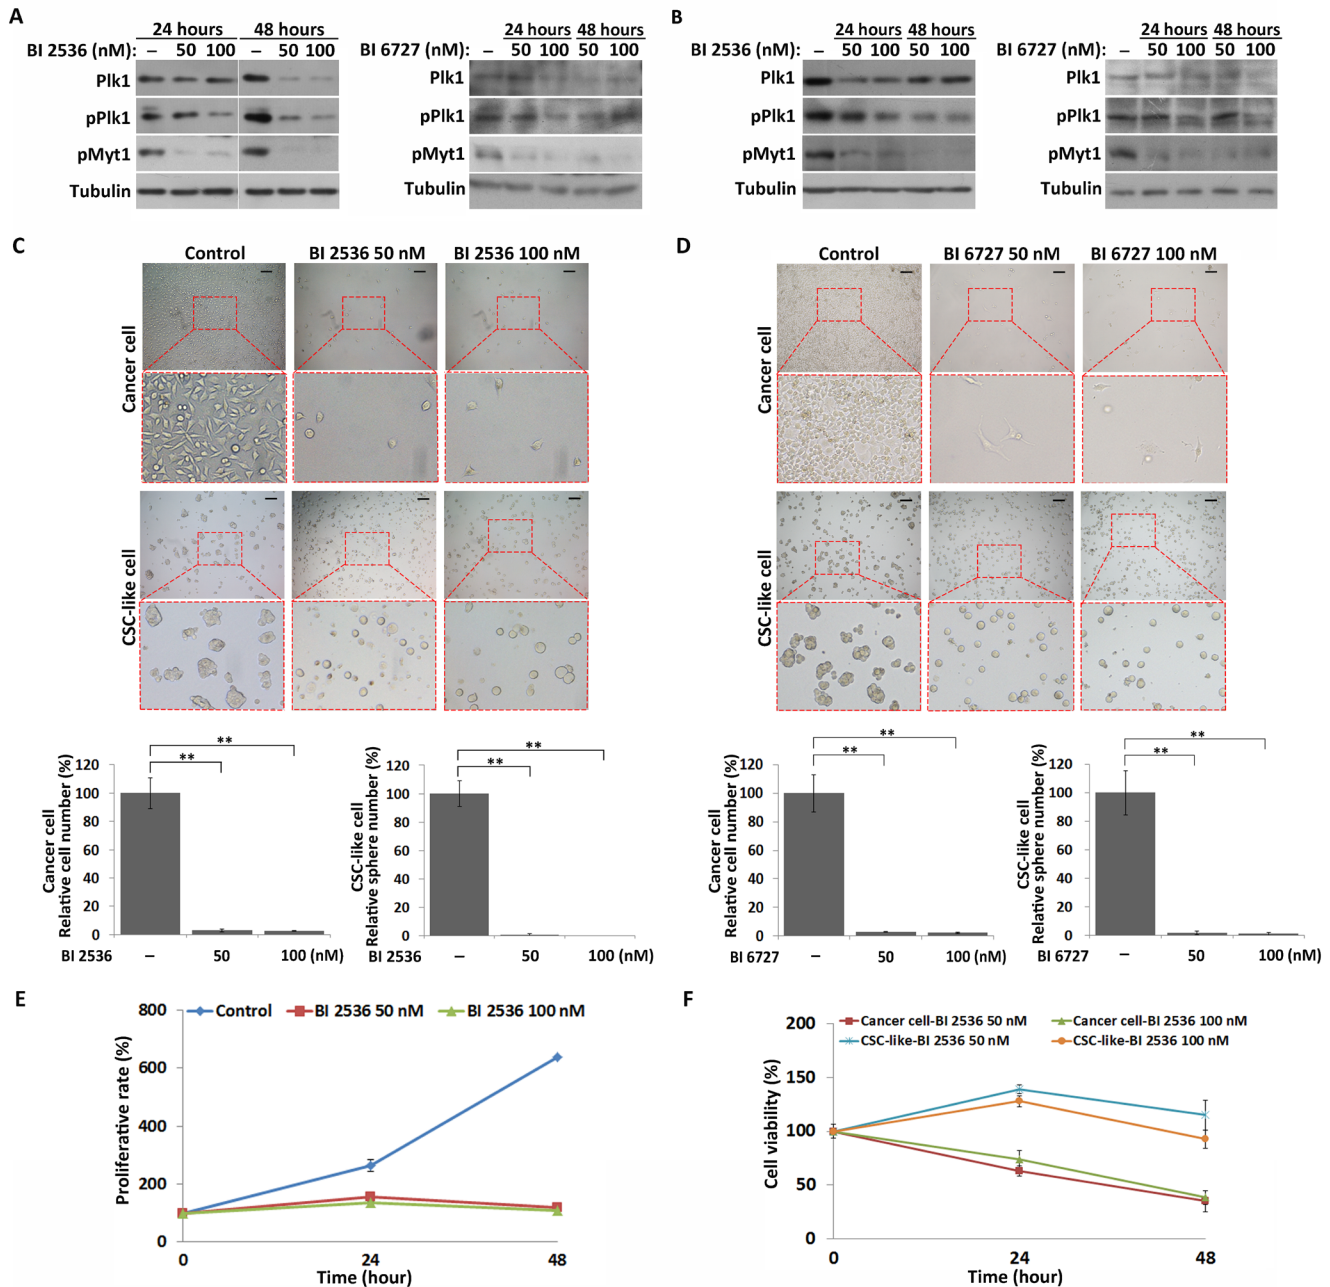 A
24 hours 48 hours
BI 2536 (nM): – 50 100 – 50 100
Plk1
pPlk1
pMyt1
Tubulin
24 hours 48 hours
BI 6727 (nM): – 50 100 50 100
Plk1
pPlk1
pMyt1
Tubulin
B
24 hours 48 hours
BI 2536 (nM): – 50 100 50 100
Plk1
pPlk1
pMyt1
Tubulin
24 hours 48 hours
BI 6727 (nM): – 50 100 50 100
Plk1
pPlk1
pMyt1
Tubulin
C
Control BI 2536 50 nM BI 2536 100 nM
Cancer cell
CSC-like cell
**
**
Cancer cell
Relative cell number (%)
120
100
80
60
40
20
0
BI 2536 – 50 100 (nM)
**
**
CSC-like cell
Relative sphere number (%)
120
100
80
60
40
20
0
BI 2536 – 50 100 (nM)
D
Control BI 6727 50 nM BI 6727 100 nM
Cancer cell
CSC-like cell
**
**
Cancer cell
Relative cell number (%)
120
100
80
60
40
20
0
BI 6727 – 50 100 (nM)
**
**
CSC-like cell
Relative sphere number (%)
120
100
80
60
40
20
0
BI 6727 – 50 100 (nM)
E
Control BI 2536 50 nM BI 2536 100 nM
Proliferative rate (%)
800
600
400
200
0
0 24 48
Time (hour)
F
Cancer cell-BI 2536 50 nM Cancer cell-BI 2536 100 nM
CSC-like-BI 2536 50 nM CSC-like-BI 2536 100 nM
Cell viability (%)
200
150
100
50
0
0 24 48
Time (hour)